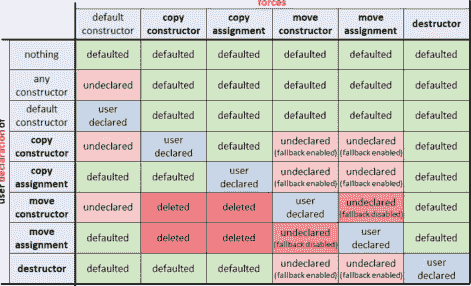 forces
default constructor
copy constructor
copy assignment
move constructor
move assignment
destructor
user declaration of
nothing defaulted defaulted defaulted defaulted defaulted defaulted
any constructor undeclared defaulted defaulted defaulted defaulted defaulted
default constructor user declared defaulted defaulted defaulted defaulted defaulted
copy constructor undeclared user declared defaulted undeclared (fallback enabled) undeclared (fallback enabled) defaulted
copy assignment defaulted defaulted user declared undeclared (fallback enabled) undeclared (fallback enabled) defaulted
move constructor undeclared deleted deleted user declared undeclared (fallback disabled) defaulted
move assignment defaulted deleted deleted undeclared (fallback disabled) user declared defaulted
destructor defaulted defaulted defaulted undeclared (fallback enabled) undeclared (fallback enabled) user declared